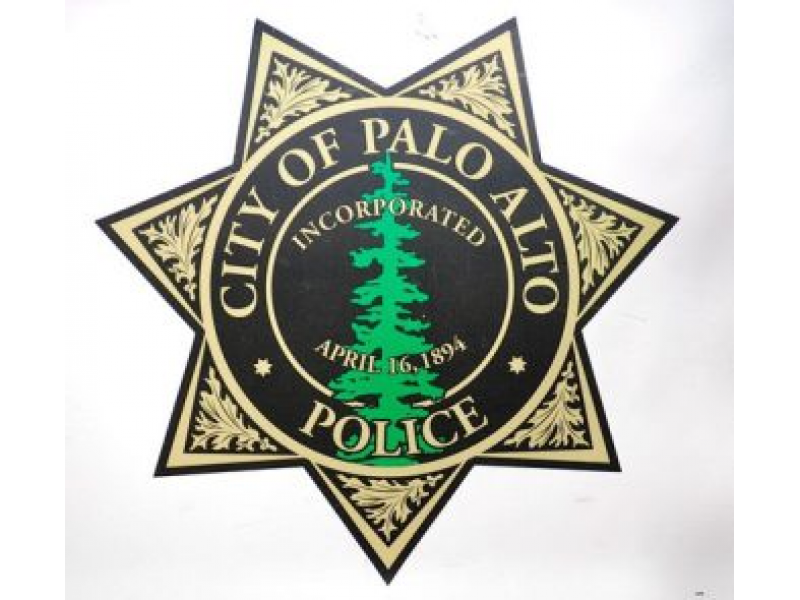 CITY OF PALO ALTO
INCORPORATED
APRIL 16, 1894
POLICE